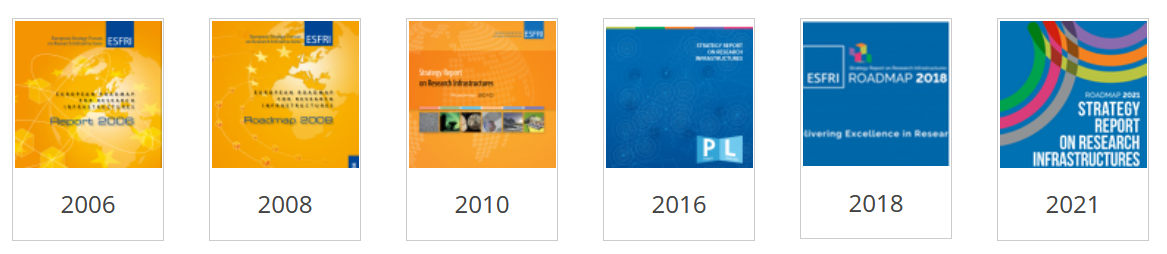 ESFRI
EUROPEAN ROADMAP
FOR RESEARCH
INFRASTRUCTURES
Report 2006
2006
ESFRI
EUROPEAN ROADMAP
FOR RESEARCH
INFRASTRUCTURES
Roadmap 2008
2008
ESFRI
Strategy Report
on Research Infrastructures
Roadmap 2010
2010
STRATEGY REPORT
ON RESEARCH
INFRASTRUCTURES
PL
2016
Strategy Report on Research Infrastructures
ESFRI
ROADMAP 2018
livering Excellence in Resear
2018
ROADMAP 2021
STRATEGY
REPORT
ON RESEARCH
INFRASTRUCTURES
2021